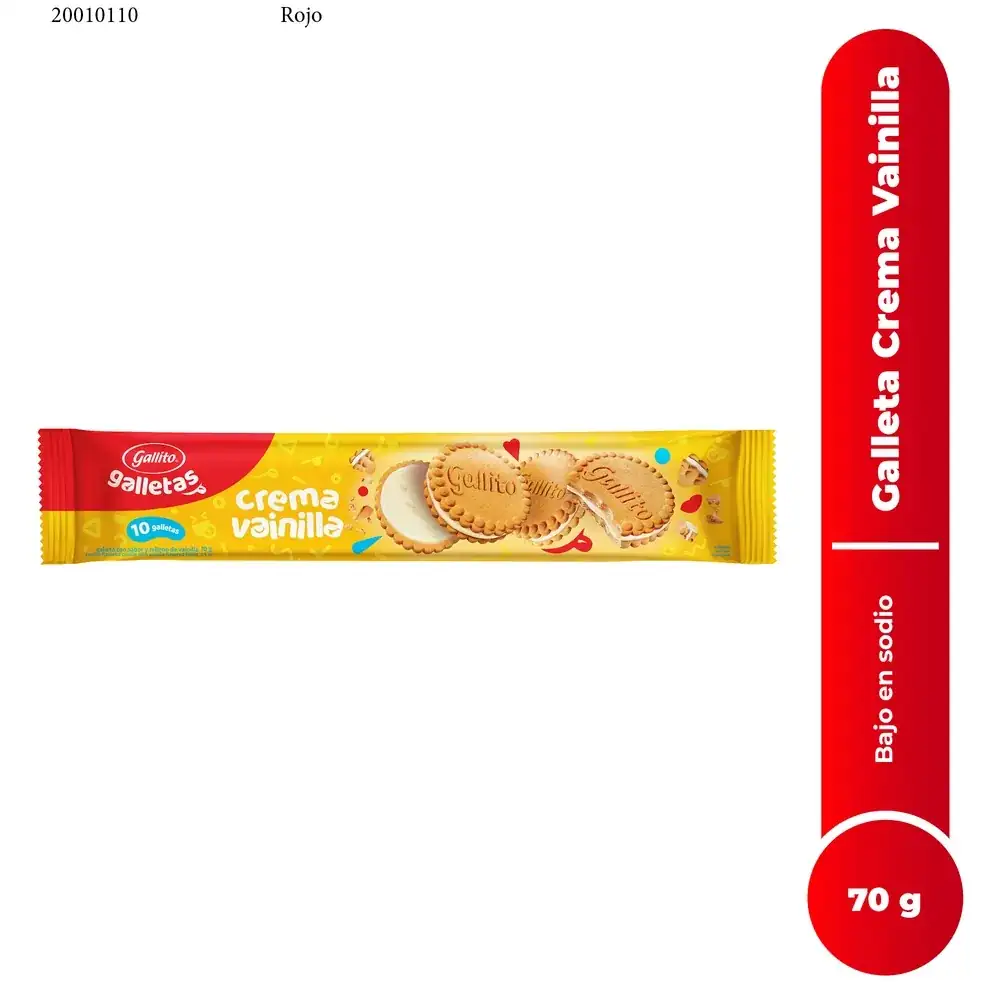 20010110 Rojo
Gallito
galletas
10 galletas
crema
vainilla
Gallito
Gallito
Gallito
Galleta Crema Vainilla
Bajo en sodio
70 g